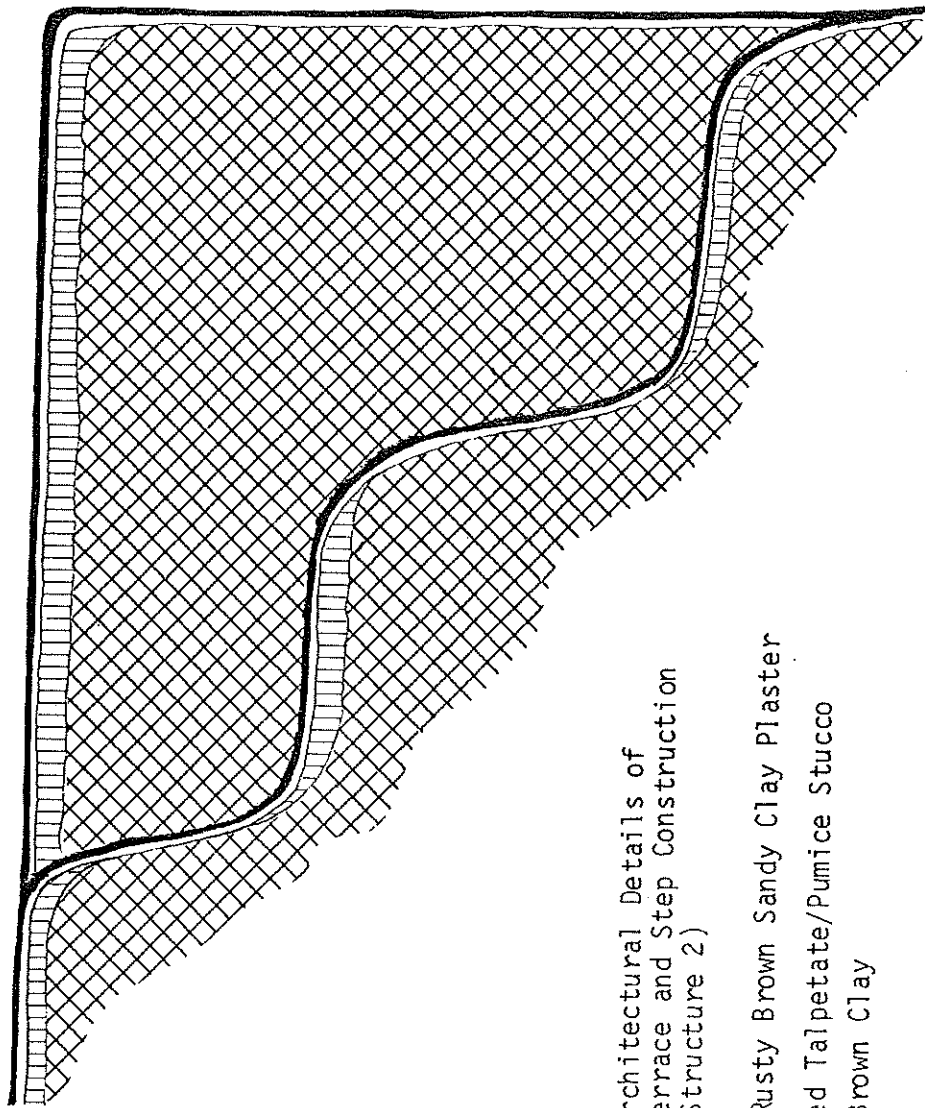 rchitectural Details of
errace and Step Construction
Structure 2)
Rusty Brown Sandy Clay Plaster
ed Talpetate/Pumice Stucco
Brown Clay